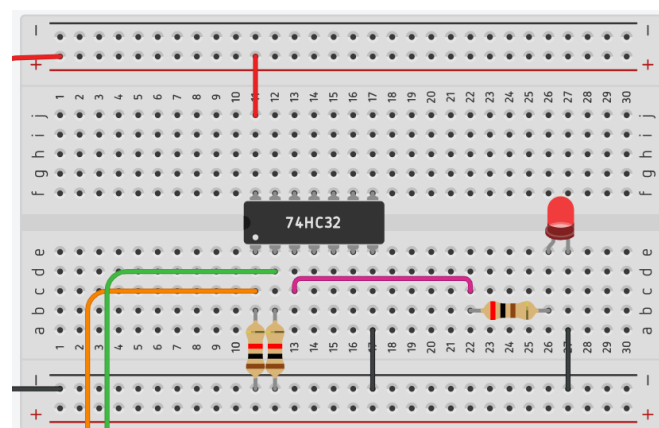 − −
+ +
1 2 3 4 5 6 7 8 9 10 11 12 13 14 15 16 17 18 19 20 21 22 23 24 25 26 27 28 29 30
j j
i i
h h
g g
f f
74HC32
e e
d d
c c
b b
a a
1 2 3 4 5 6 7 8 9 10 13 14 15 16 17 18 19 20 21 22 23 24 25 26 27 28 29 30
− −
+ +